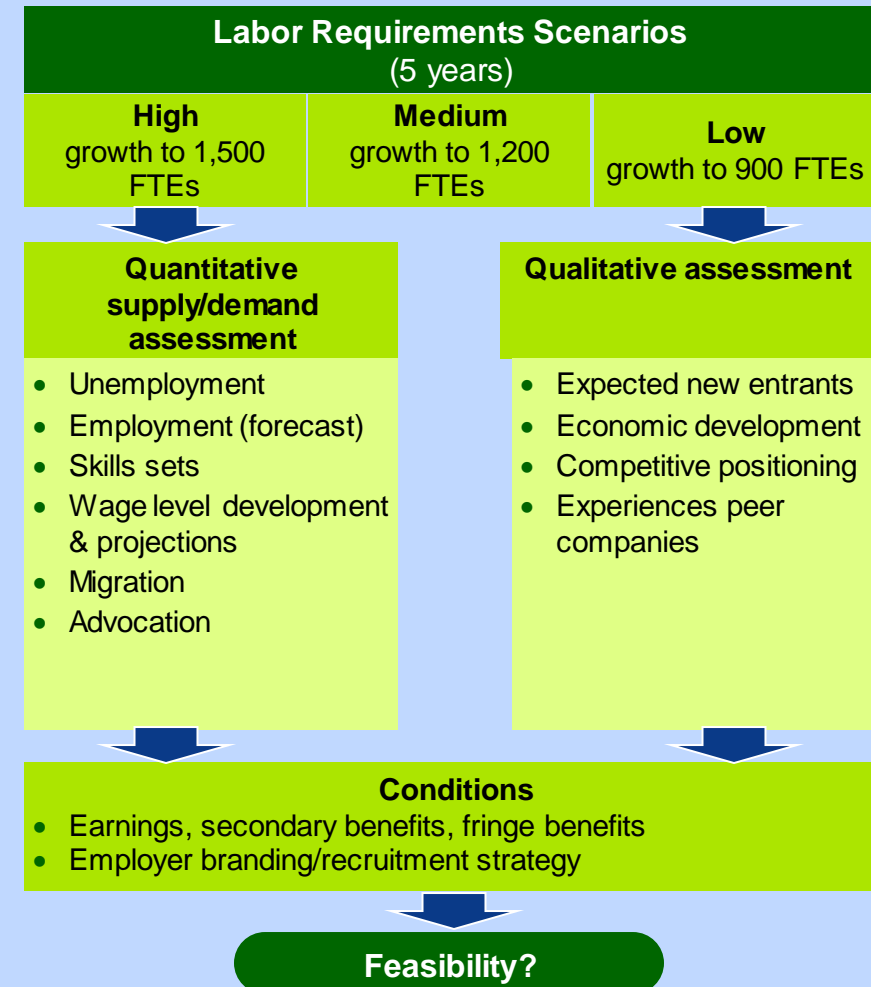 Labor Requirements Scenarios
(5 years)
High
growth to 1,500
FTEs
Medium
growth to 1,200
FTEs
Low
growth to 900 FTEs
Quantitative
supply/demand
assessment
• Unemployment
• Employment (forecast)
• Skills sets
• Wage level development
& projections
• Migration
• Advocation
Qualitative assessment
• Expected new entrants
• Economic development
• Competitive positioning
• Experiences peer
companies
Conditions
• Earnings, secondary benefits, fringe benefits
• Employer branding/recruitment strategy
Feasibility?